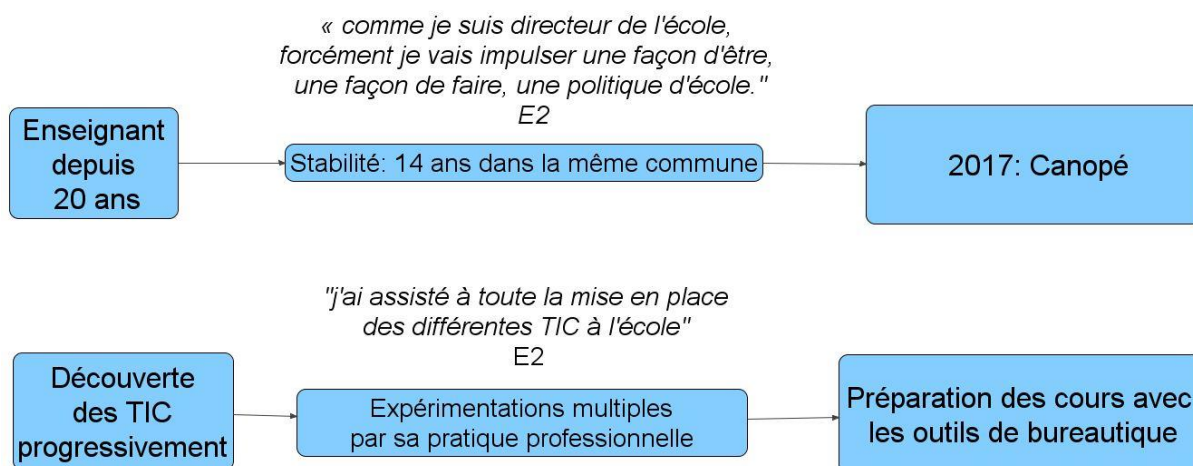 « comme je suis directeur de l'école,
forcément je vais impulser une façon d'être,
une façon de faire, une politique d'école."
E2
Enseignant
depuis
20 ans
Stabilité: 14 ans dans la même commune
2017: Canopé
"j'ai assisté à toute la mise en place
des différentes TIC à l'école"
E2
Découverte
des TIC
progressivement
Expérimentations multiples
par sa pratique professionnelle
Préparation des cours avec
les outils de bureautique